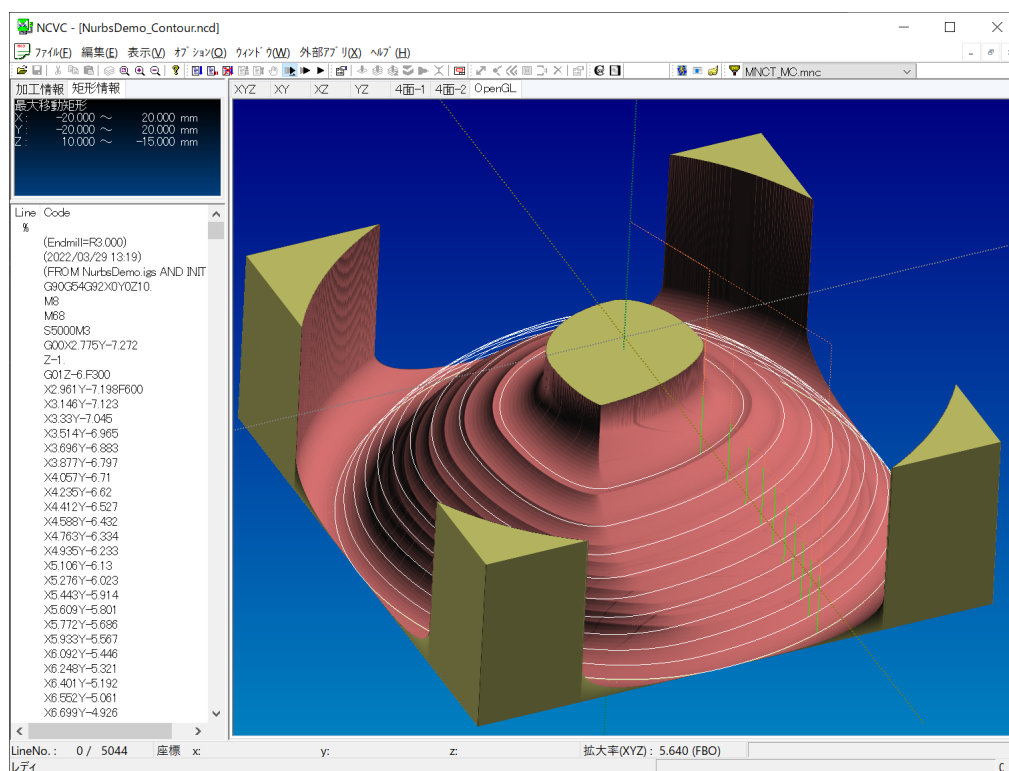 NCVC - [NurbsDemo_Contour.ncd]
ファイル(F) 編集(E) 表示(V) オプション(O) ウィンドウ(W) 外部アプリ(X) ヘルプ(H)
MNCT_MC.mnc
加工情報 矩形情報
XYZ XY XZ YZ 4面-1 4面-2 OpenGL
最大移動矩形
X : -20.000 ～ 20.000 mm
Y : -20.000 ～ 20.000 mm
Z : 10.000 ～ -15.000 mm
Line Code
%
(Endmill=R3.000)
(2022/03/29 13:19)
(FROM NurbsDemo.igs AND INIT
G90G54G92X0Y0Z10.
M8
M68
S5000M3
G00X2.775Y-7.272
Z-1.
G01Z-6.F300
X2.961Y-7.198F600
X3.146Y-7.123
X3.33Y-7.045
X3.514Y-6.965
X3.696Y-6.883
X3.877Y-6.797
X4.057Y-6.71
X4.235Y-6.62
X4.412Y-6.527
X4.588Y-6.432
X4.763Y-6.334
X4.935Y-6.233
X5.106Y-6.13
X5.276Y-6.023
X5.443Y-5.914
X5.609Y-5.801
X5.772Y-5.686
X5.933Y-5.567
X6.092Y-5.446
X6.248Y-5.321
X6.401Y-5.192
X6.552Y-5.061
X6.699Y-4.926
LineNo. : 0 / 5044 座標 x: y: z: 拡大率(XYZ) : 5.640 (FBO)
レディ C